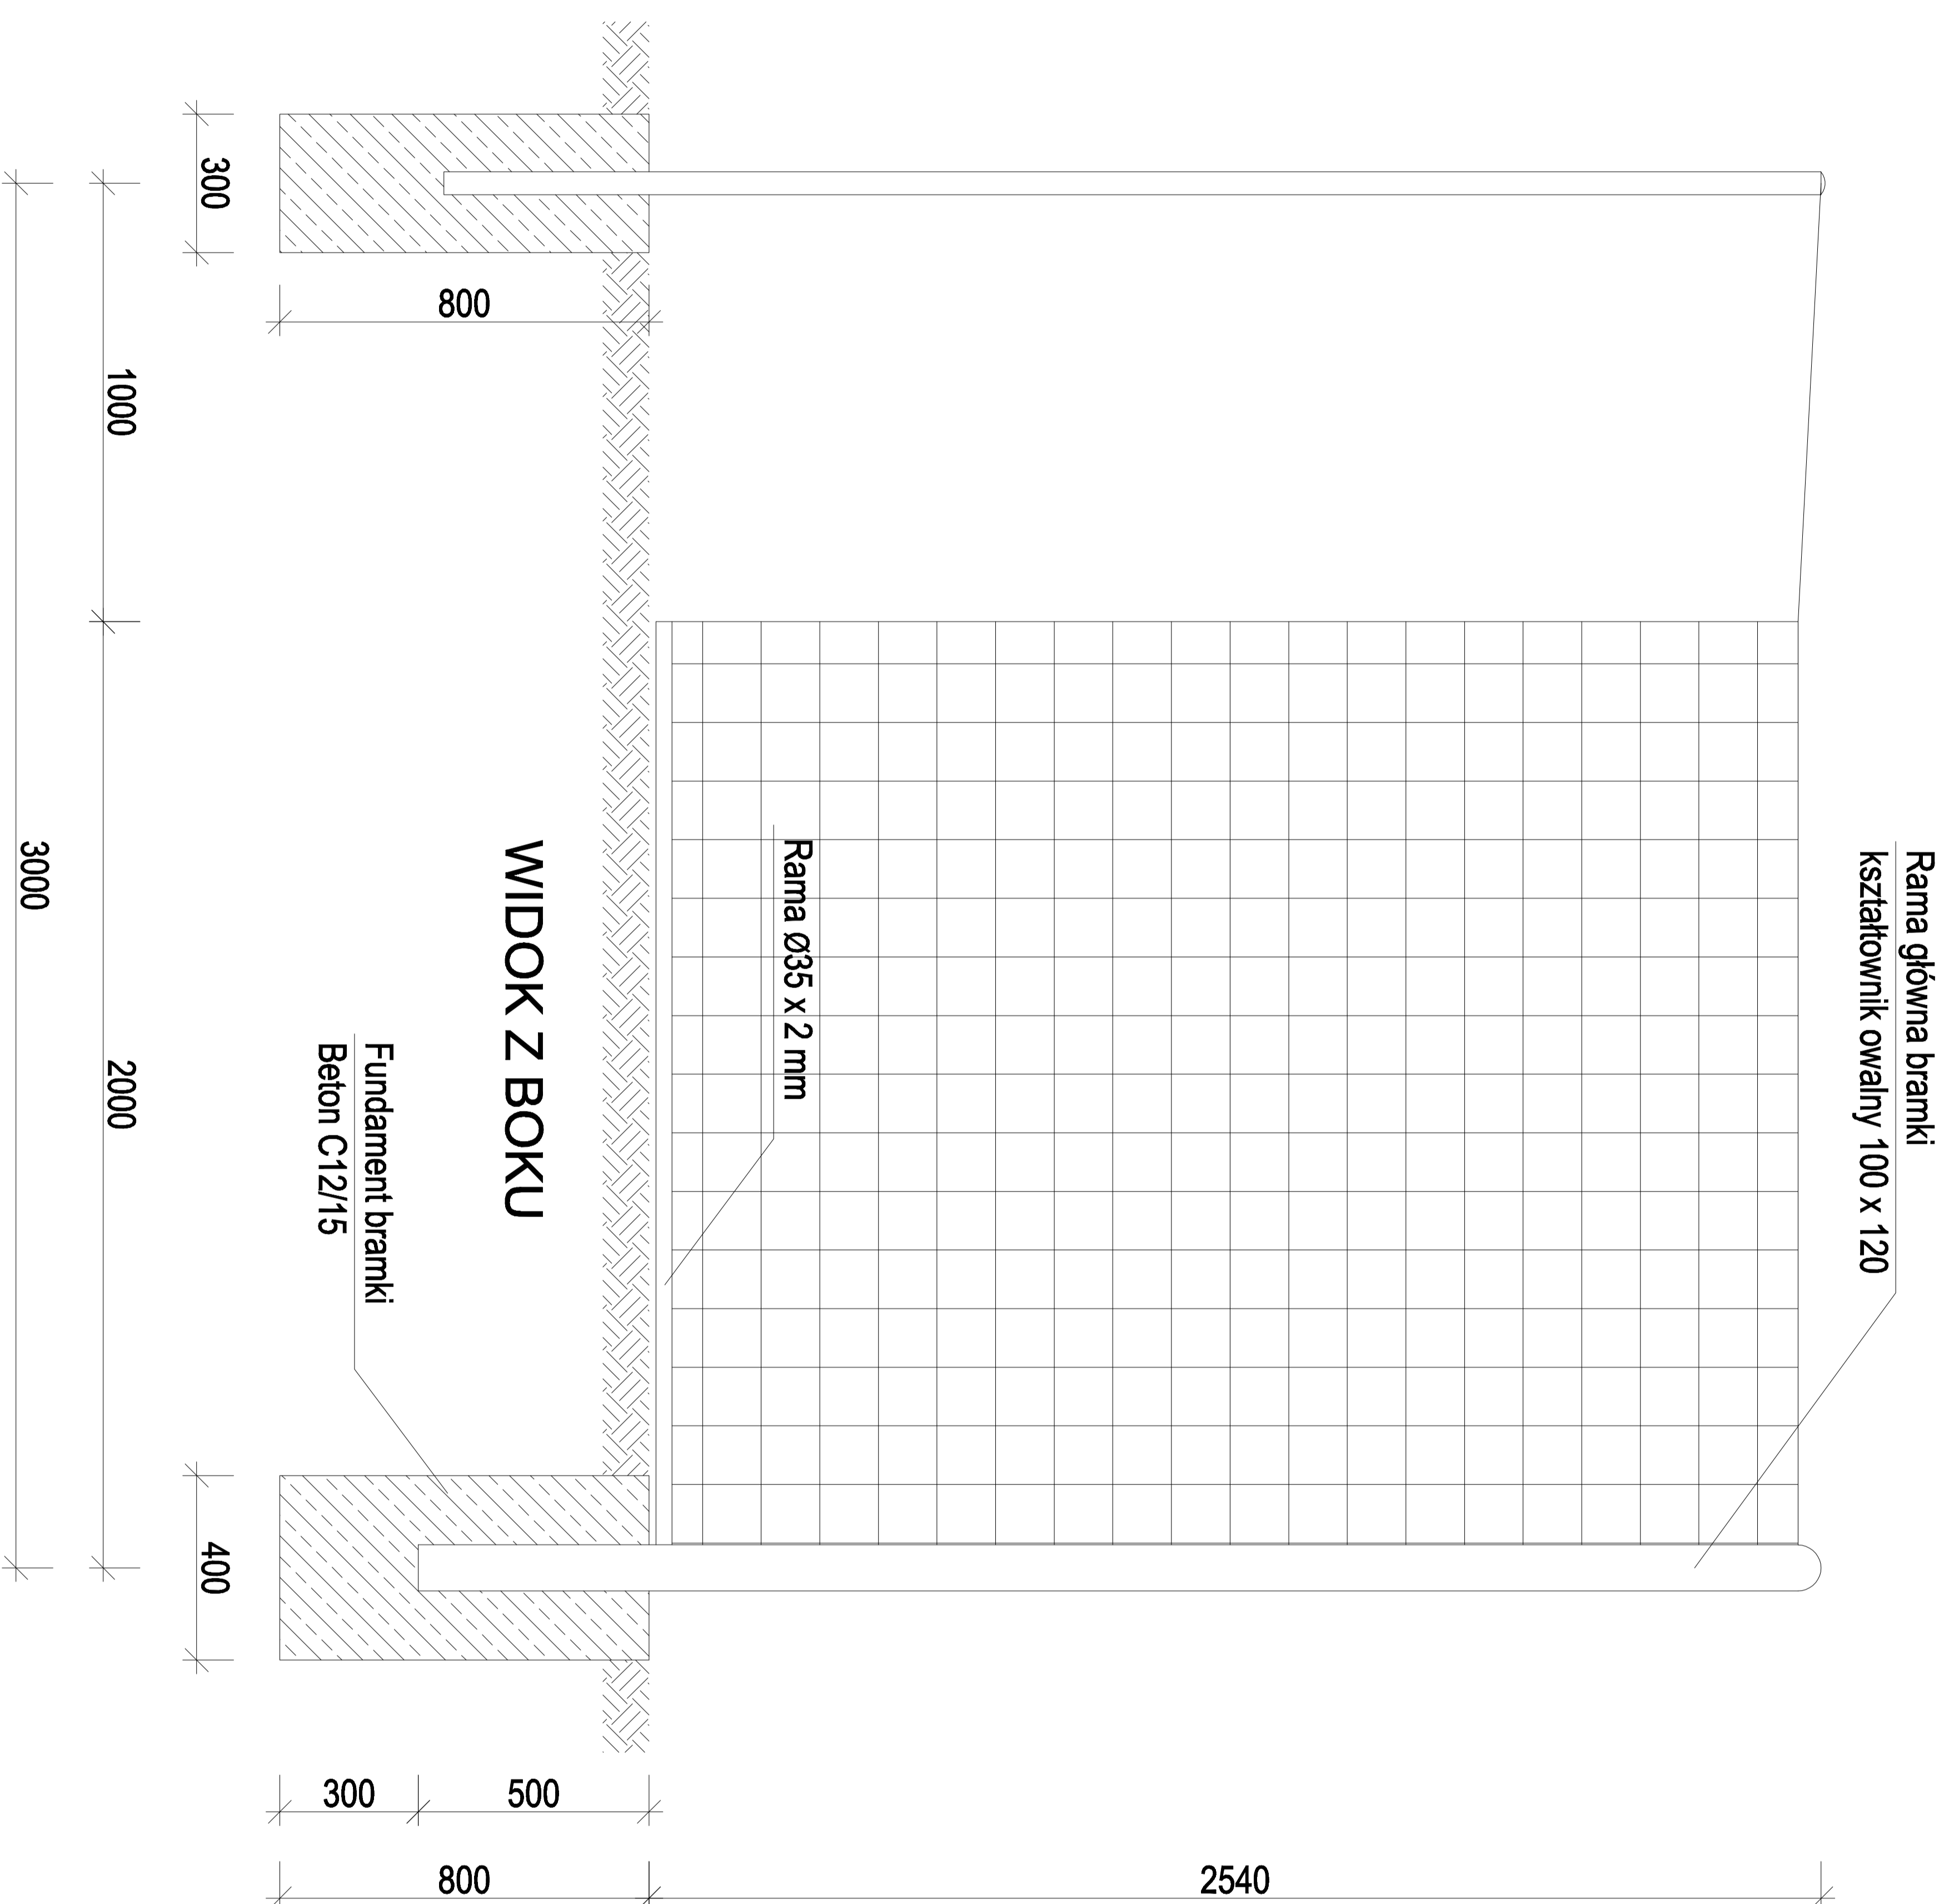 Rama główna bramki
kształtownik owalny 100 x 120
Rama Ø35 x 2 mm
WIDOK Z BOKU
Fundament bramki
Beton C12/15
300
400
1000
2000
3000
800
300
500
800
2540